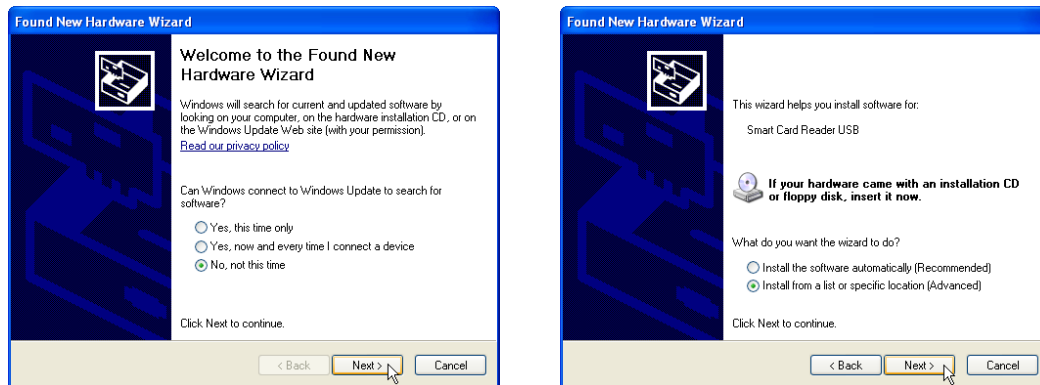 Found New Hardware Wizard
Welcome to the Found New
Hardware Wizard
Windows will search for current and updated software by
looking on your computer, on the hardware installation CD, or on
the Windows Update Web site (with your permission).
Read our privacy policy
Can Windows connect to Windows Update to search for
software?
Yes, this time only
Yes, now and every time I connect a device
No, not this time
Click Next to continue.
< Back
Next >
Cancel
Found New Hardware Wizard
This wizard helps you install software for:
Smart Card Reader USB
If your hardware came with an installation CD
or floppy disk, insert it now.
What do you want the wizard to do?
Install the software automatically (Recommended)
Install from a list or specific location (Advanced)
Click Next to continue.
< Back
Next >
Cancel